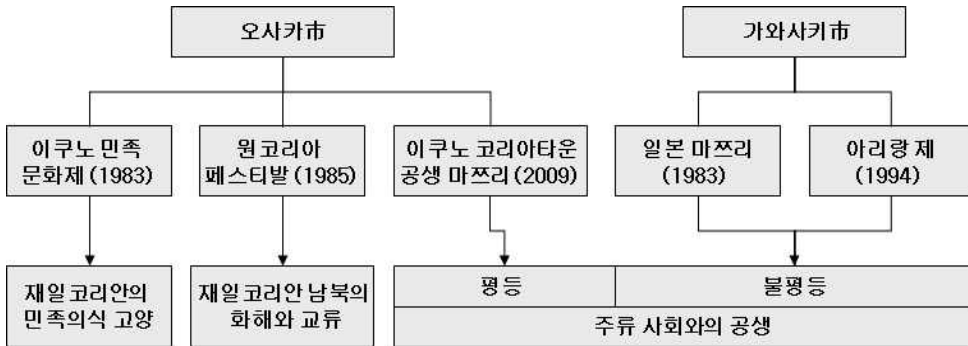 오사카市
가와사키市
이쿠노 민족
문화제 (1983)
원코리아
페스티발 (1985)
이쿠노 코리아타운
공생 마쯔리 (2009)
일본 마쯔리
(1983)
아리랑 제
(1994)
재일코리안의
민족의식 고양
재일코리안 남북의
화해와 교류
평등
불평등
주류 사회와의 공생